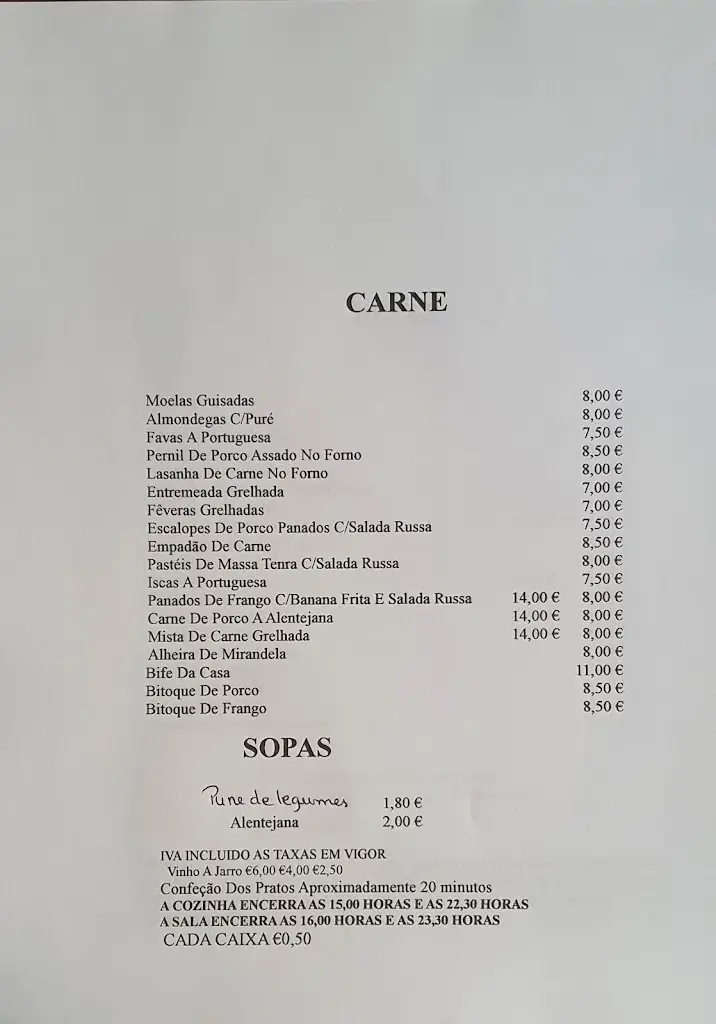 CARNE
Moelas Guisadas 8,00 €
Almondegas C/Puré 8,00 €
Favas A Portuguesa 7,50 €
Pernil De Porco Assado No Forno 8,50 €
Lasanha De Carne No Forno 8,00 €
Entremeada Grelhada 7,00 €
Fêveras Grelhadas 7,00 €
Escalopes De Porco Panados C/Salada Russa 7,50 €
Empadão De Carne 8,50 €
Pastéis De Massa Tenra C/Salada Russa 8,00 €
Iscas A Portuguesa 7,50 €
Panados De Frango C/Banana Frita E Salada Russa 14,00 € 8,00 €
Carne De Porco A Alentejana 14,00 € 8,00 €
Mista De Carne Grelhada 14,00 € 8,00 €
Alheira De Mirandela 8,00 €
Bife Da Casa 11,00 €
Bitoque De Porco 8,50 €
Bitoque De Frango 8,50 €
SOPAS
Pure de legumes 1,80 €
Alentejana 2,00 €
IVA INCLUIDO AS TAXAS EM VIGOR
Vinho A Jarro €6,00 €4,00 €2,50
Confeção Dos Pratos Aproximadamente 20 minutos
A COZINHA ENCERRA AS 15,00 HORAS E AS 22,30 HORAS
A SALA ENCERRA AS 16,00 HORAS E AS 23,30 HORAS
CADA CAIXA €0,50